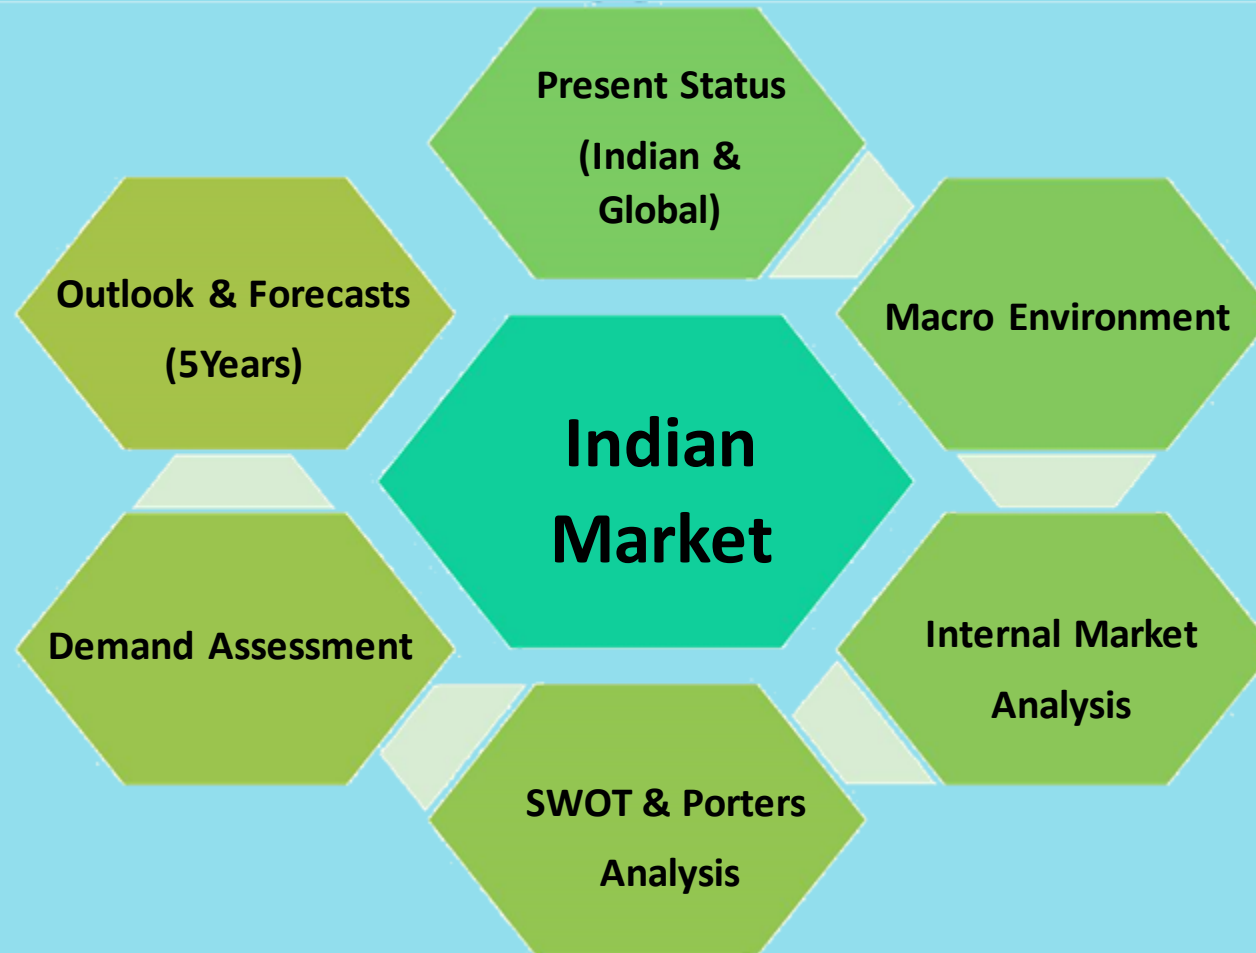 Present Status
(Indian &
Global)
Macro Environment
Internal Market
Analysis
SWOT & Porters
Analysis
Demand Assessment
Outlook & Forecasts
(5Years)
Indian
Market